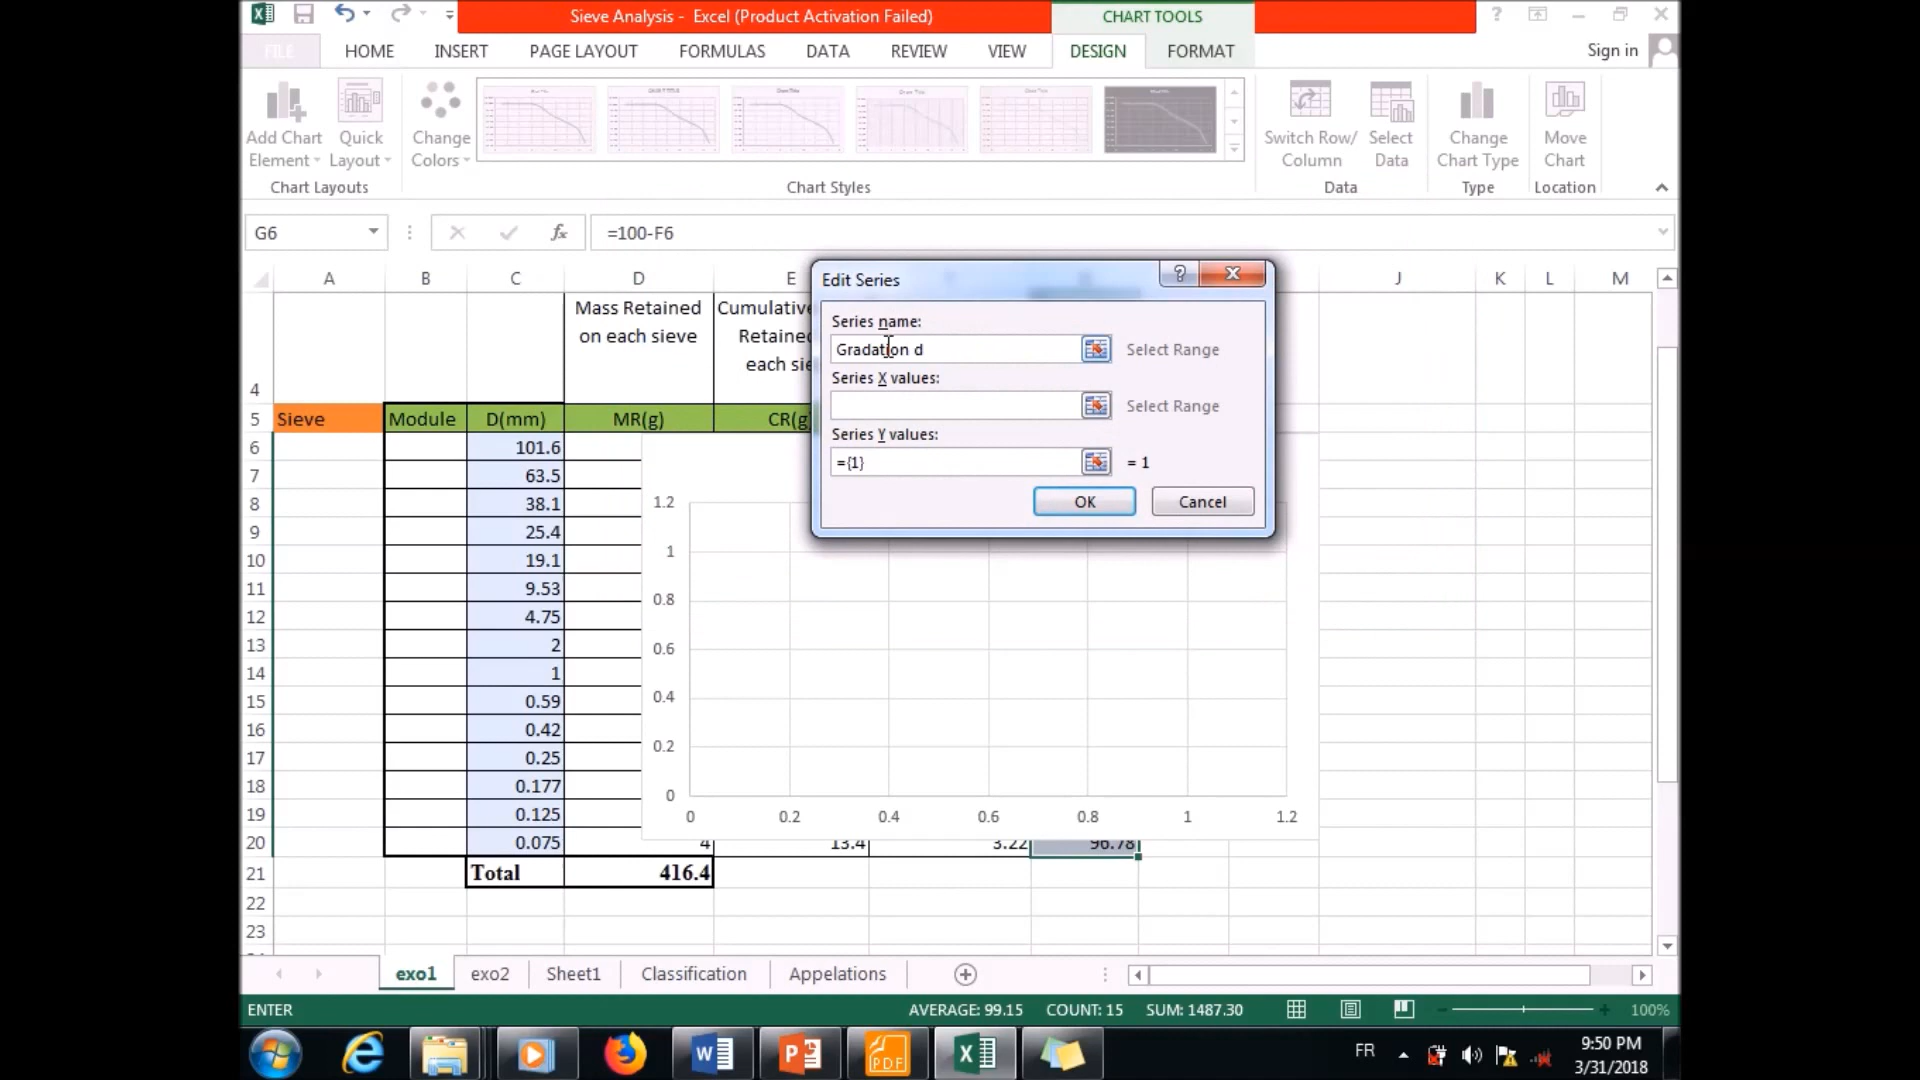 Sieve Analysis - Excel (Product Activation Failed)
CHART TOOLS
FILE HOME INSERT PAGE LAYOUT FORMULAS DATA REVIEW VIEW DESIGN FORMAT Sign in
Add Chart Element
Quick Layout
Change Colors
Switch Row/ Column
Select Data
Change Chart Type
Move Chart
Chart Layouts Chart Styles Data Type Location
G6 fx =100-F6
A B C D E J K L M
Edit Series
Series name:
Gradation d Select Range
Series X values:
Select Range
Series Y values:
={1} = 1
OK Cancel
Mass Retained on each sieve
4
5 Sieve Module D(mm) MR(g)
6 101.6
7 63.5
8 38.1
9 25.4
10 19.1
11 9.53
12 4.75
13 2
14 1
15 0.59
16 0.42
17 0.25
18 0.177
19 0.125
20 0.075 4 13.4 3.22 96.78
21 Total 416.4
22
23
1.2
1
0.8
0.6
0.4
0.2
0
0 0.2 0.4 0.6 0.8 1 1.2
exo1 exo2 Sheet1 Classification Appelations
ENTER AVERAGE: 99.15 COUNT: 15 SUM: 1487.30 100%
FR 9:50 PM
3/31/2018